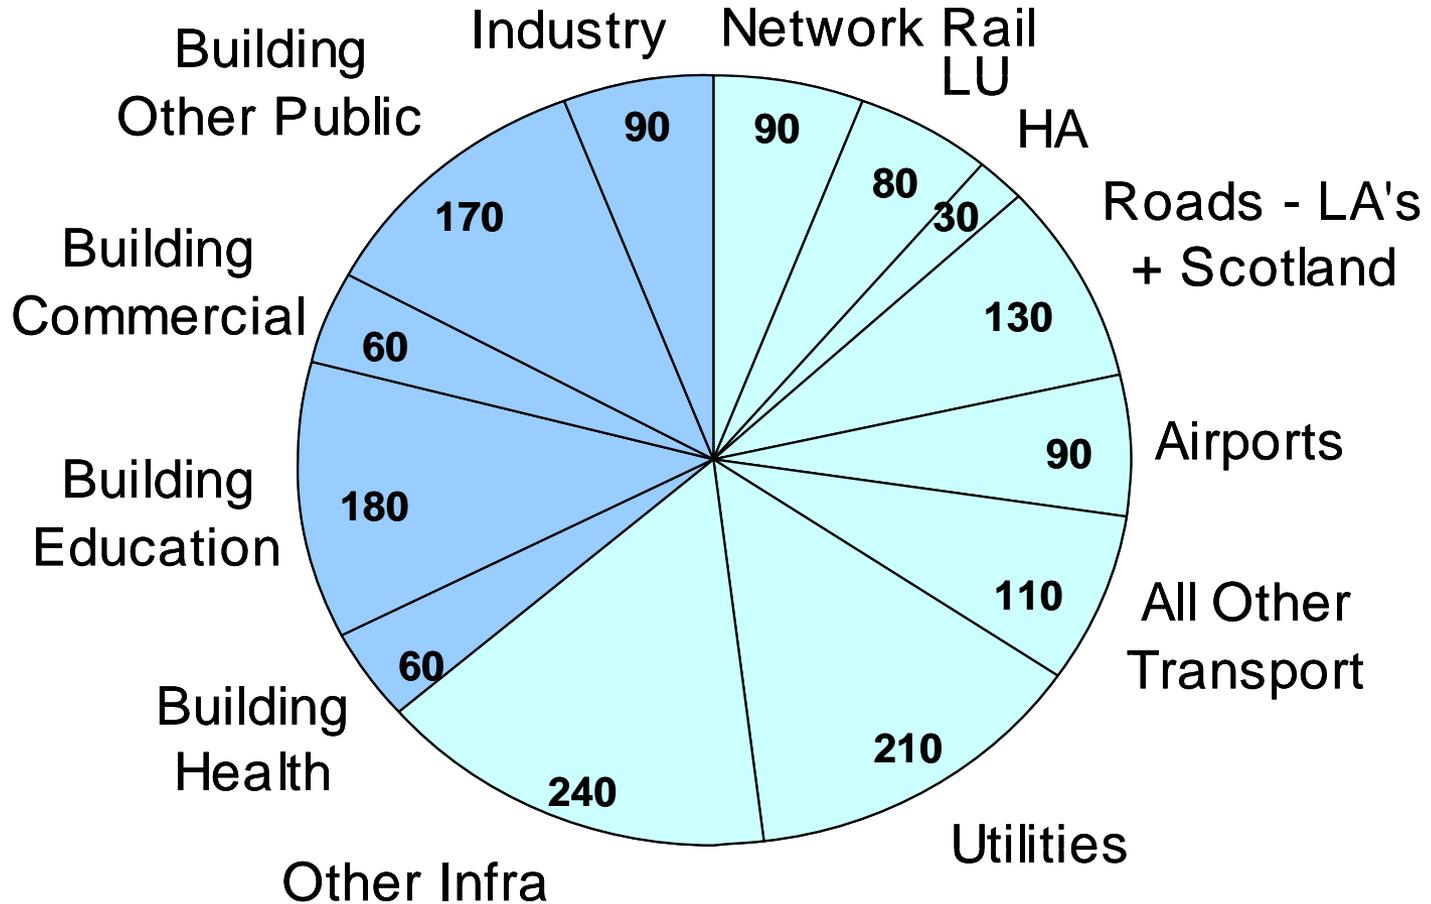 Industry
Network Rail
LU
HA
Roads - LA's
+ Scotland
Airports
All Other
Transport
Utilities
Other Infra
Building
Health
Building
Education
Building
Commercial
Building
Other Public
90
90
80
30
130
90
110
210
240
60
180
60
170